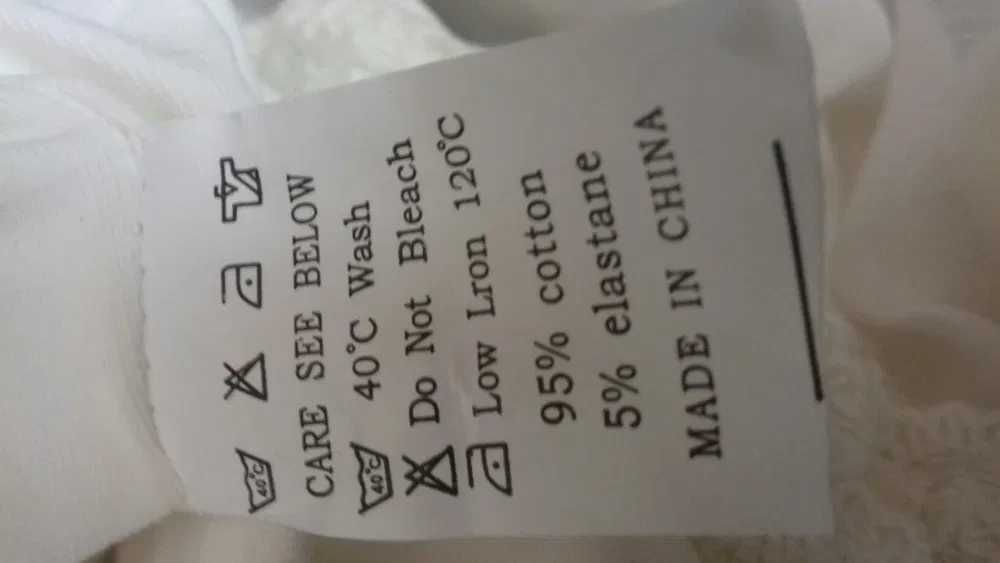 40°C
CARE SEE BELOW
40°C 40°C Wash
Do Not Bleach
Low Lron 120°C
95% cotton
5% elastane
MADE IN CHINA